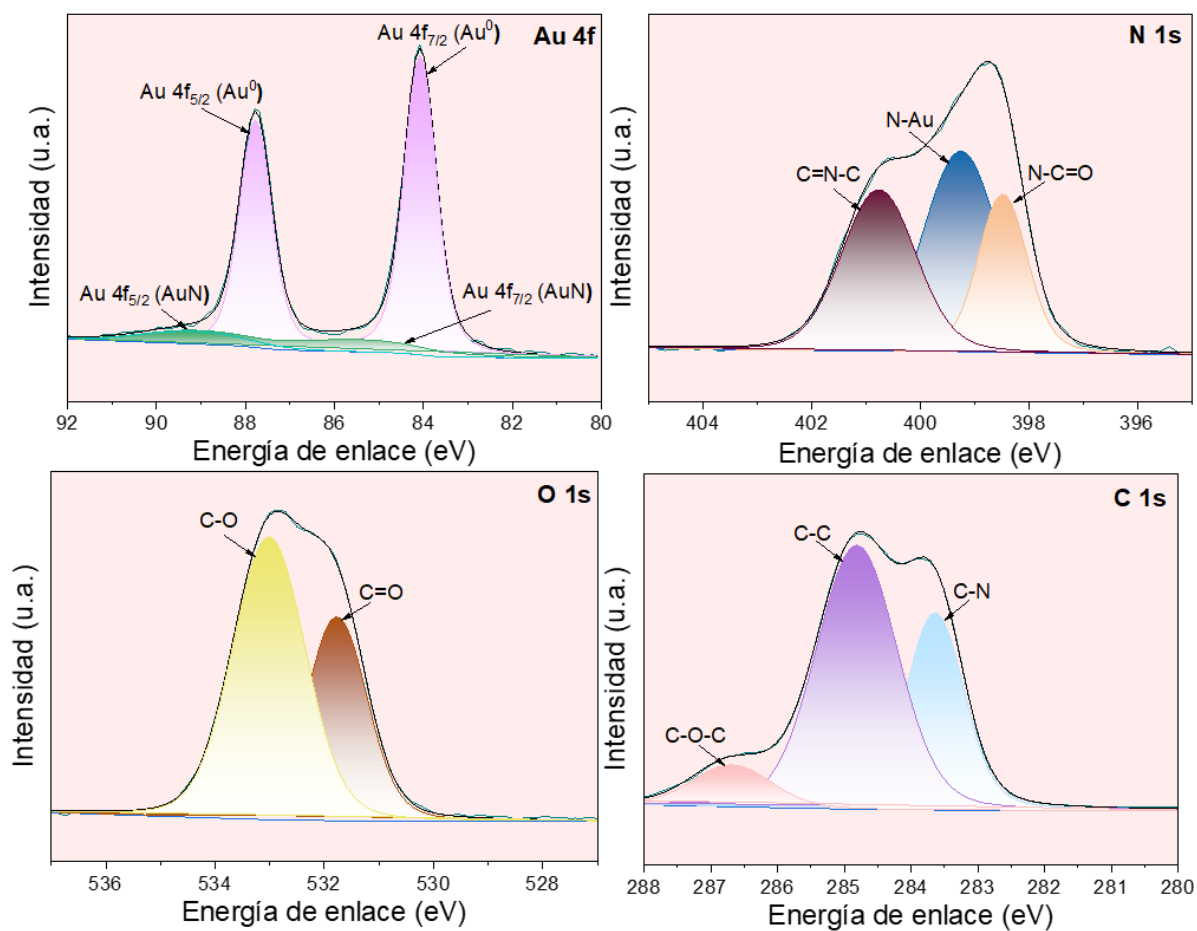 Au 4f
Au 4f7/2 (Au0)
Au 4f5/2 (Au0)
Au 4f5/2 (AuN)
Au 4f7/2 (AuN)
Intensidad (u.a.)
92 90 88 86 84 82 80
Energía de enlace (eV)
N 1s
N-Au
C=N-C
N-C=O
Intensidad (u.a.)
404 402 400 398 396
Energía de enlace (eV)
O 1s
C-O
C=O
Intensidad (u.a.)
536 534 532 530 528
Energía de enlace (eV)
C 1s
C-C
C-N
C-O-C
Intensidad (u.a.)
288 287 286 285 284 283 282 281 280
Energía de enlace (eV)